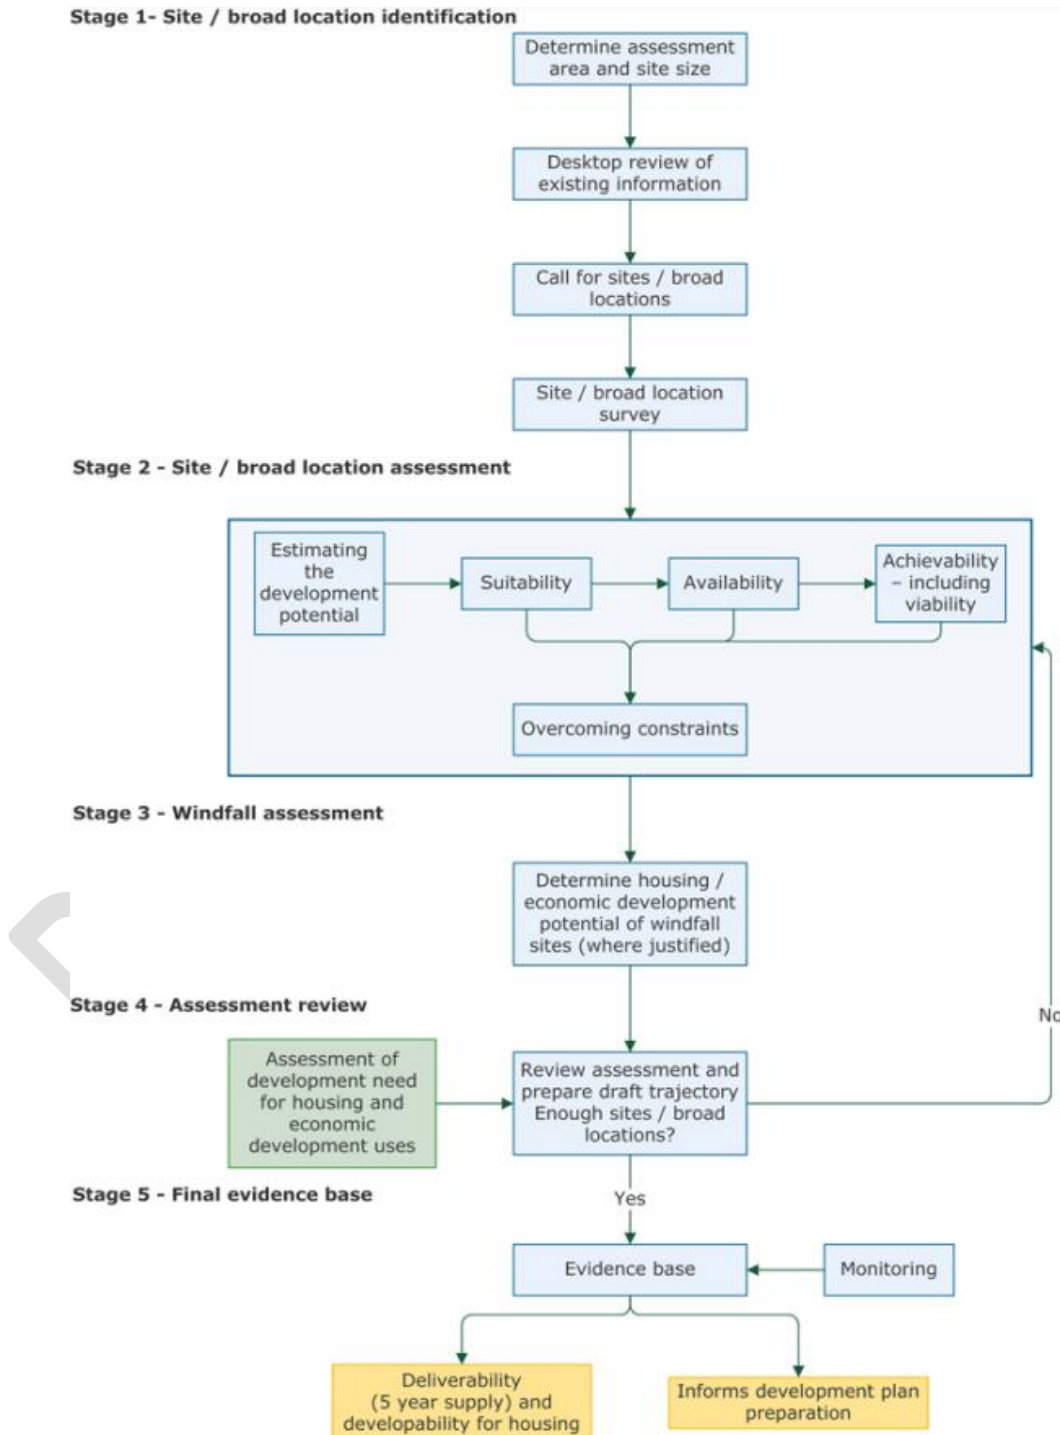 Stage 1- Site / broad location identification
Determine assessment
area and site size
Desktop review of
existing information
Call for sites / broad
locations
Site / broad location
survey
Stage 2 - Site / broad location assessment
Estimating
the
development
potential
Suitability
Availability
Achievability
– including
viability
Overcoming constraints
Stage 3 - Windfall assessment
Determine housing /
economic development
potential of windfall
sites (where justified)
Stage 4 - Assessment review
No
Assessment of
development need
for housing and
economic
development uses
Review assessment and
prepare draft trajectory
Enough sites / broad
locations?
Stage 5 - Final evidence base
Yes
Evidence base
Monitoring
Deliverability
(5 year supply) and
developability for housing
Informs development plan
preparation